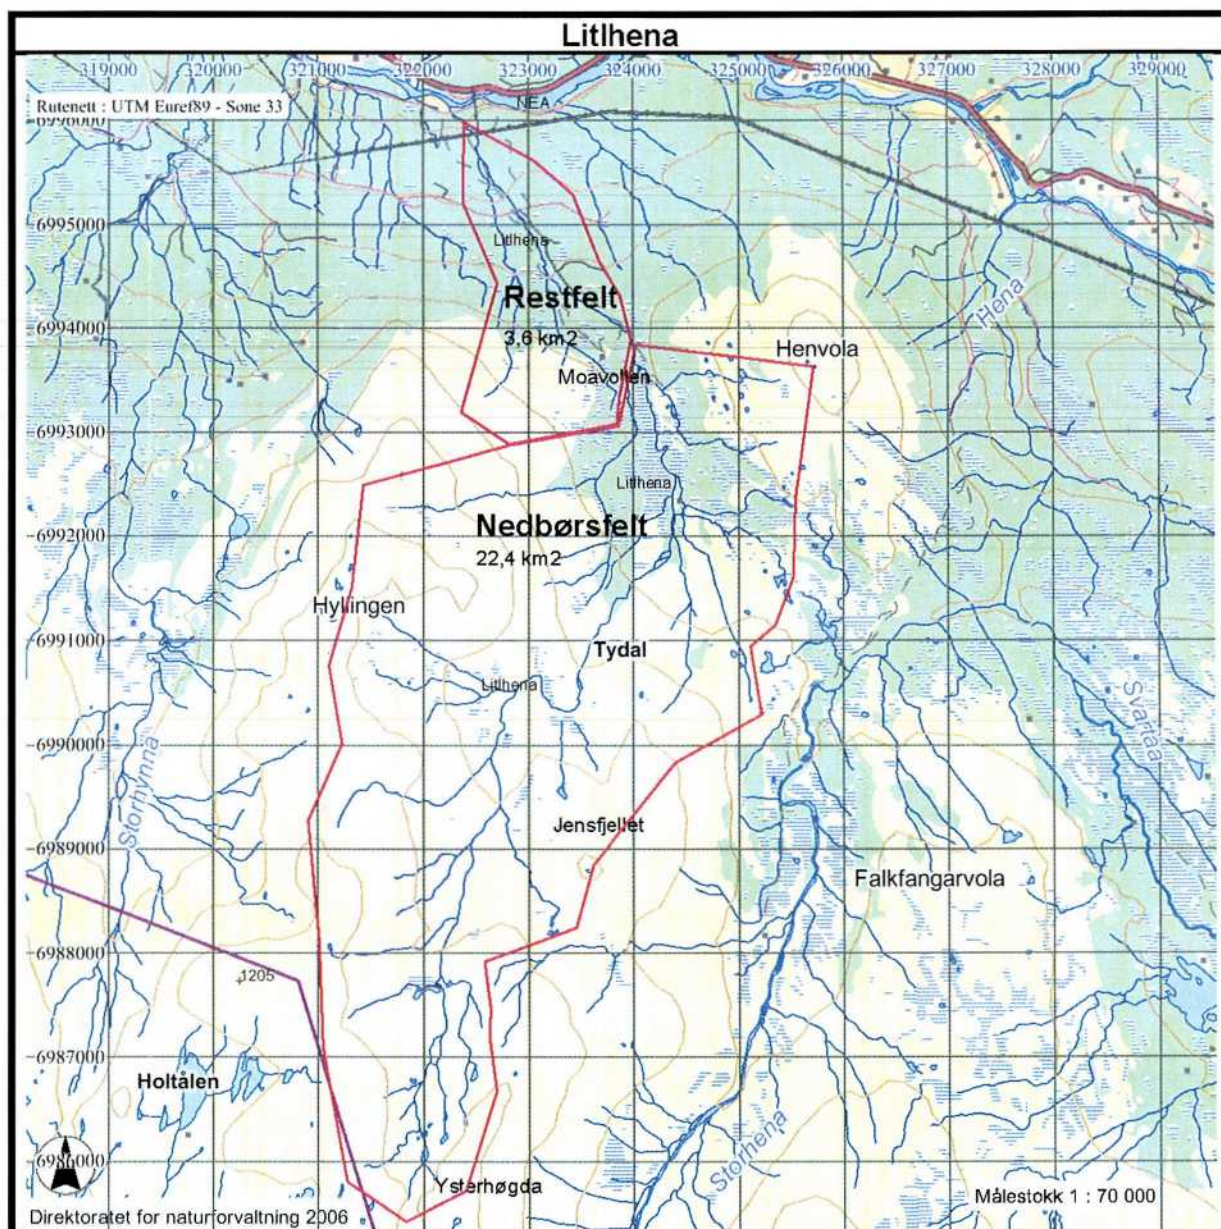 Litlhena
319000 320000 321000 322000 323000 324000 325000 326000 327000 328000 329000
Rutenett : UTM Euref89 - Sone 33
NEA
6996000
6995000
Litlhena
Restfelt
3,6 km2
6994000
Hena
Henvola
Moavollen
6993000
Litlhena
Nedbørsfelt
22,4 km2
6992000
Hyllingen
6991000
Tydal
Litlhena
Svartåa
6990000
Storhynna
Jensfjellet
6989000
Falkfangarvola
6988000
1205
6987000
Holtålen
6986000
Storhena
Ysterhøgda
Målestokk 1 : 70 000
Direktoratet for naturforvaltning 2006